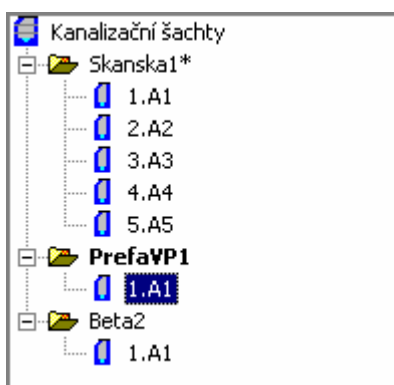 Kanalizační šachty
Skanska1*
1.A1
2.A2
3.A3
4.A4
5.A5
PrefaVP1
1.A1
Beta2
1.A1